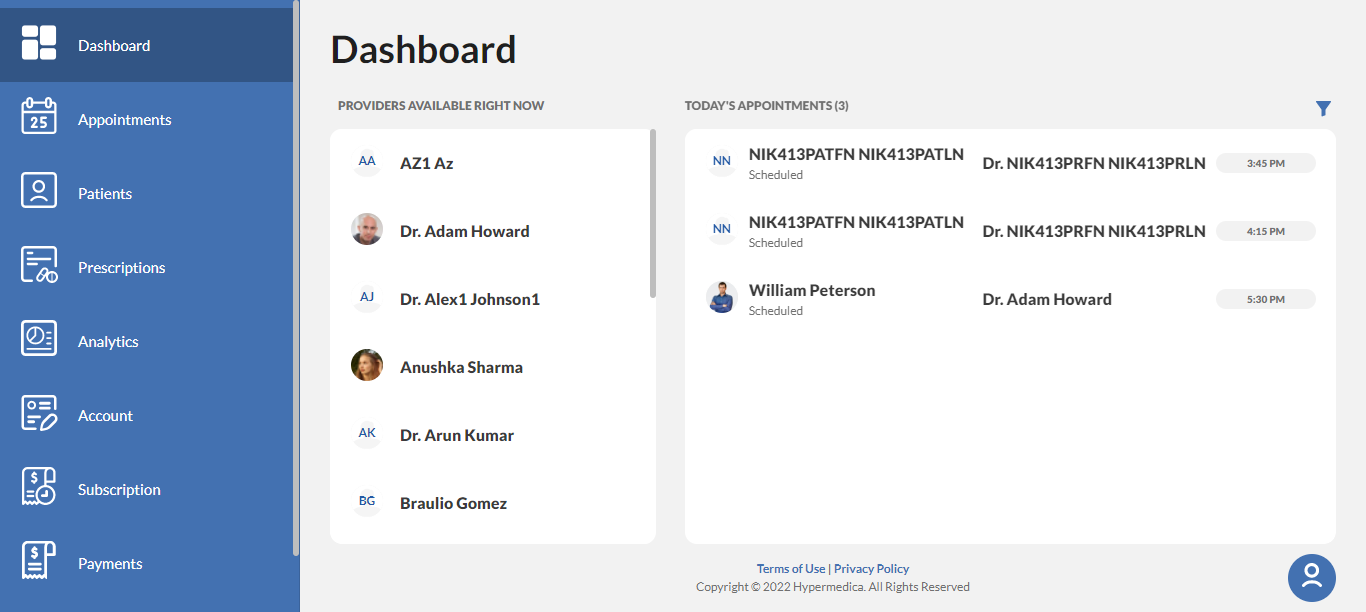 Dashboard
25
Appointments
Patients
Prescriptions
Analytics
Account
$
Subscription
$
Payments
Dashboard
PROVIDERS AVAILABLE RIGHT NOW
AA AZ1 Az
Dr. Adam Howard
AJ Dr. Alex1 Johnson1
Anushka Sharma
AK Dr. Arun Kumar
BG Braulio Gomez
TODAY'S APPOINTMENTS (3)
NN NIK413PATFN NIK413PATLN Dr. NIK413PRFN NIK413PRLN 3:45 PM
Scheduled
NN NIK413PATFN NIK413PATLN Dr. NIK413PRFN NIK413PRLN 4:15 PM
Scheduled
William Peterson Dr. Adam Howard 5:30 PM
Scheduled
Terms of Use | Privacy Policy
Copyright © 2022 Hypermedica. All Rights Reserved